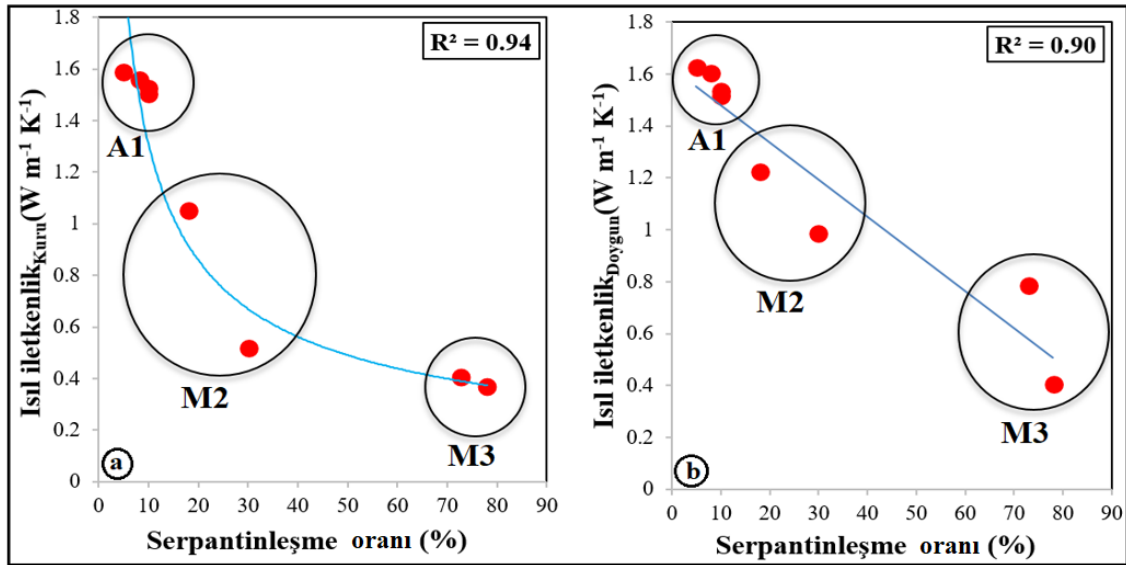 R² = 0.94
Isıl iletkenlikKuru(W m-1 K-1)
1.8
1.6
1.4
1.2
1
0.8
0.6
0.4
0.2
0
A1
M2
M3
a
0 10 20 30 40 50 60 70 80 90
Serpantinleşme oranı (%)
R² = 0.90
Isıl iletkenlikDoygun(W m-1 K-1)
1.8
1.6
1.4
1.2
1
0.8
0.6
0.4
0.2
0
A1
M2
M3
b
0 10 20 30 40 50 60 70 80 90
Serpantinleşme oranı (%)